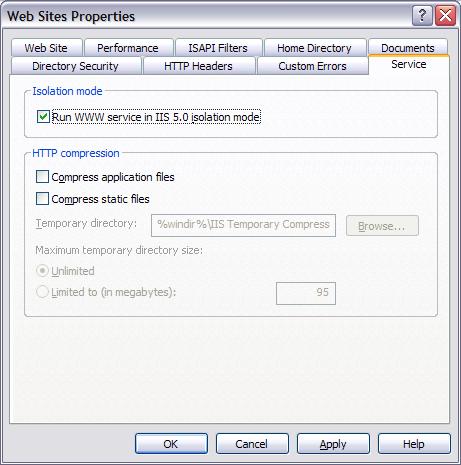 Web Sites Properties
Web Site Performance ISAPI Filters Home Directory Documents
Directory Security HTTP Headers Custom Errors Service
Isolation mode
Run WWW service in IIS 5.0 isolation mode
HTTP compression
Compress application files
Compress static files
Temporary directory: %windir%\IIS Temporary Compress Browse...
Maximum temporary directory size:
Unlimited
Limited to (in megabytes): 95
OK Cancel Apply Help